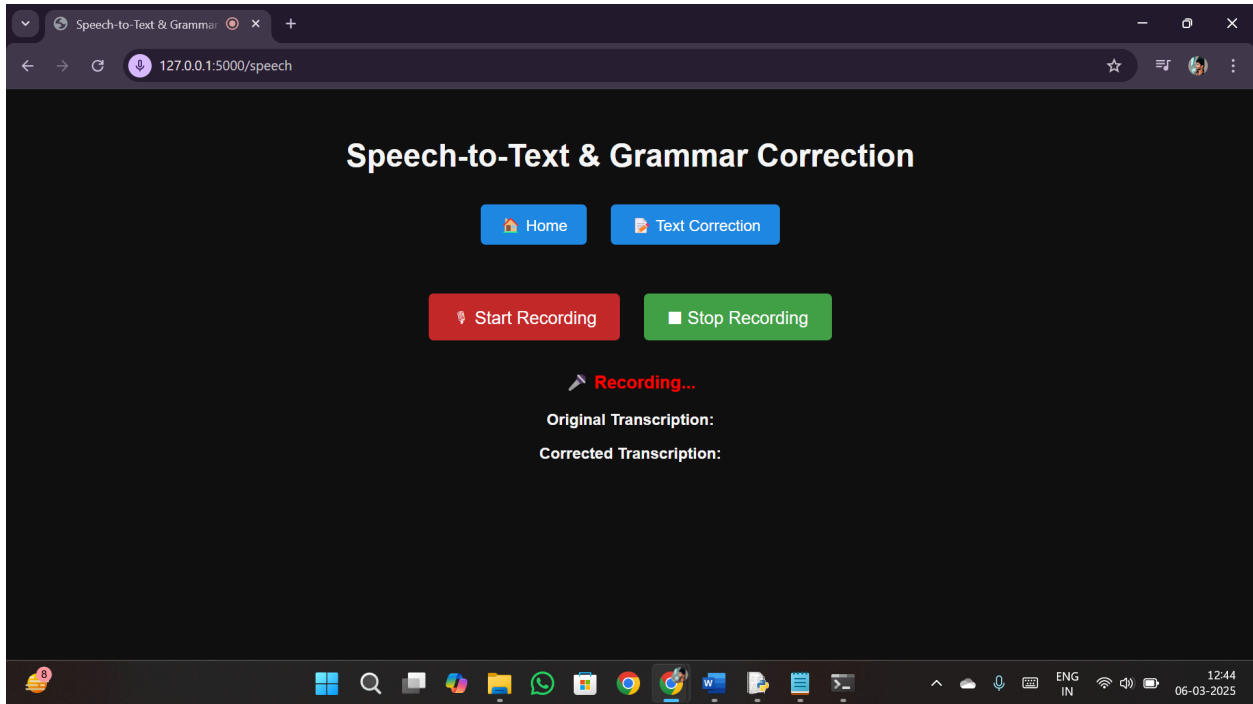 Speech-to-Text & Grammar
127.0.0.1:5000/speech
Speech-to-Text & Grammar Correction
Home
Text Correction
Start Recording
Stop Recording
Recording...
Original Transcription:
Corrected Transcription:
8
W
ENG
IN
12:44
06-03-2025